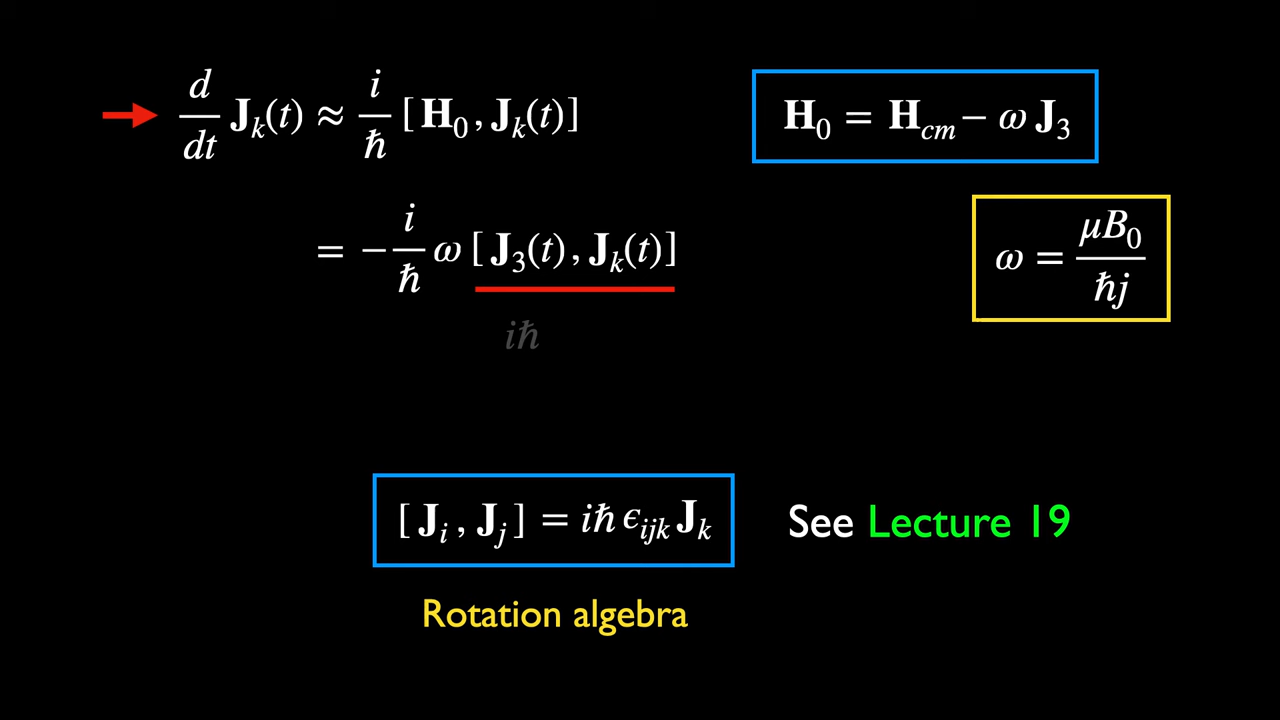 d/dt J_k(t) ≈ i/ħ [ H_0 , J_k(t) ]
H_0 = H_cm − ω J_3
= − i/ħ ω [ J_3(t) , J_k(t) ]
ω = μB_0/ħj
iħ
[ J_i , J_j ] = iħ ϵ_ijk J_k
See Lecture 19
Rotation algebra